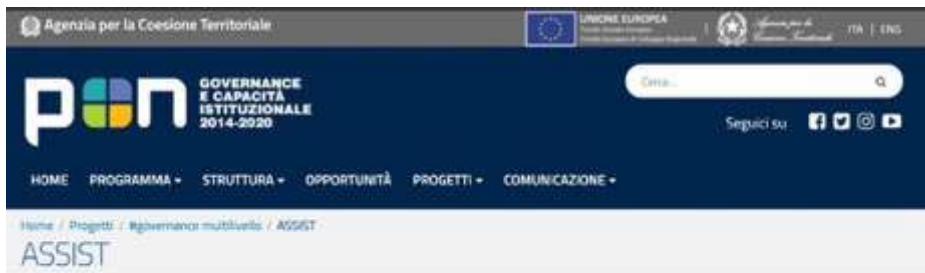 Agenzia per la Coesione Territoriale
UNIONE EUROPEA
ITA | ENG
pon
GOVERNANCE
E CAPACITÀ
ISTITUZIONALE
2014-2020
Cerca...
Seguici su
HOME PROGRAMMA STRUTTURA OPPORTUNITÀ PROGETTI COMUNICAZIONE
Home / Progetti / #governance multilivello / ASSIST
ASSIST